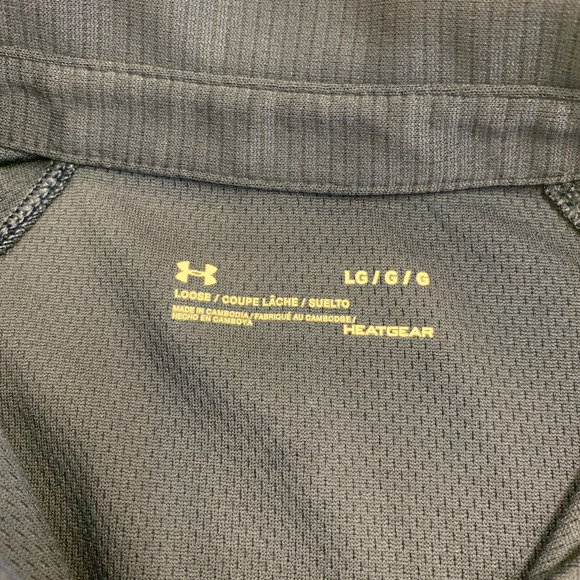 LG / G / G
LOOSE / COUPE LÂCHE / SUELTO
MADE IN CAMBODIA / FABRIQUÉ AU CAMBODGE /
HECHO EN CAMBOYA
HEATGEAR